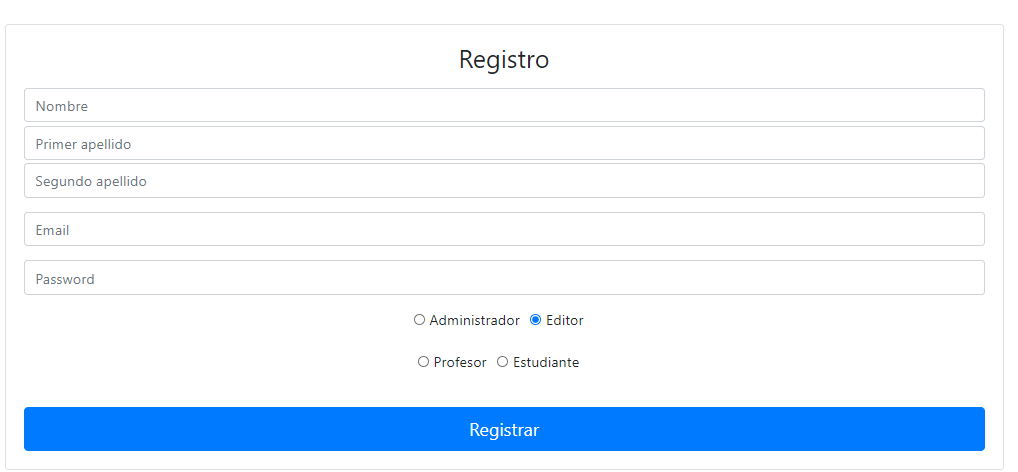 Registro
Nombre
Primer apellido
Segundo apellido
Email
Password
Administrador Editor
Profesor Estudiante
Registrar